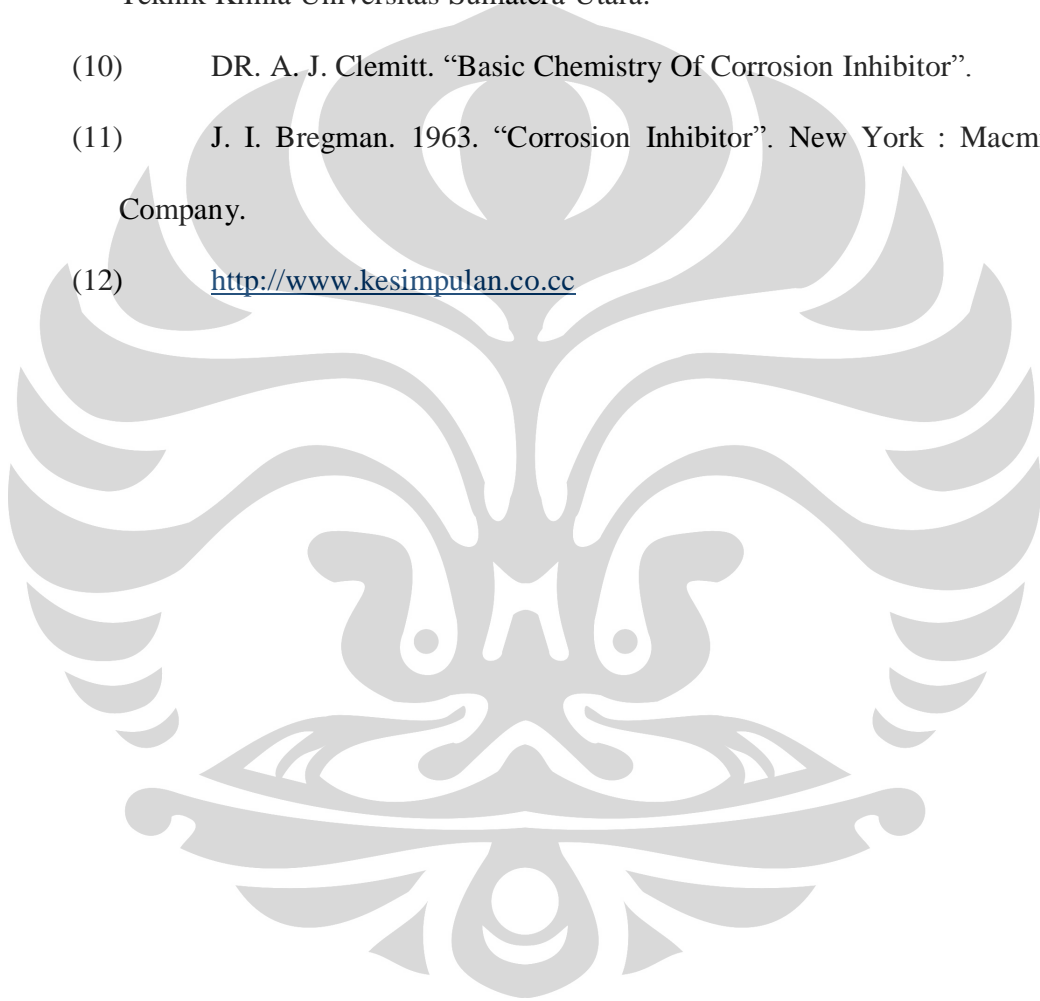 Teknik Kimia Universitas Sumatera Utara.
(10) DR. A. J. Clemitt. “Basic Chemistry Of Corrosion Inhibitor”.
(11) J. I. Bregman. 1963. “Corrosion Inhibitor”. New York : Macm
Company.
(12) http://www.kesimpulan.co.cc